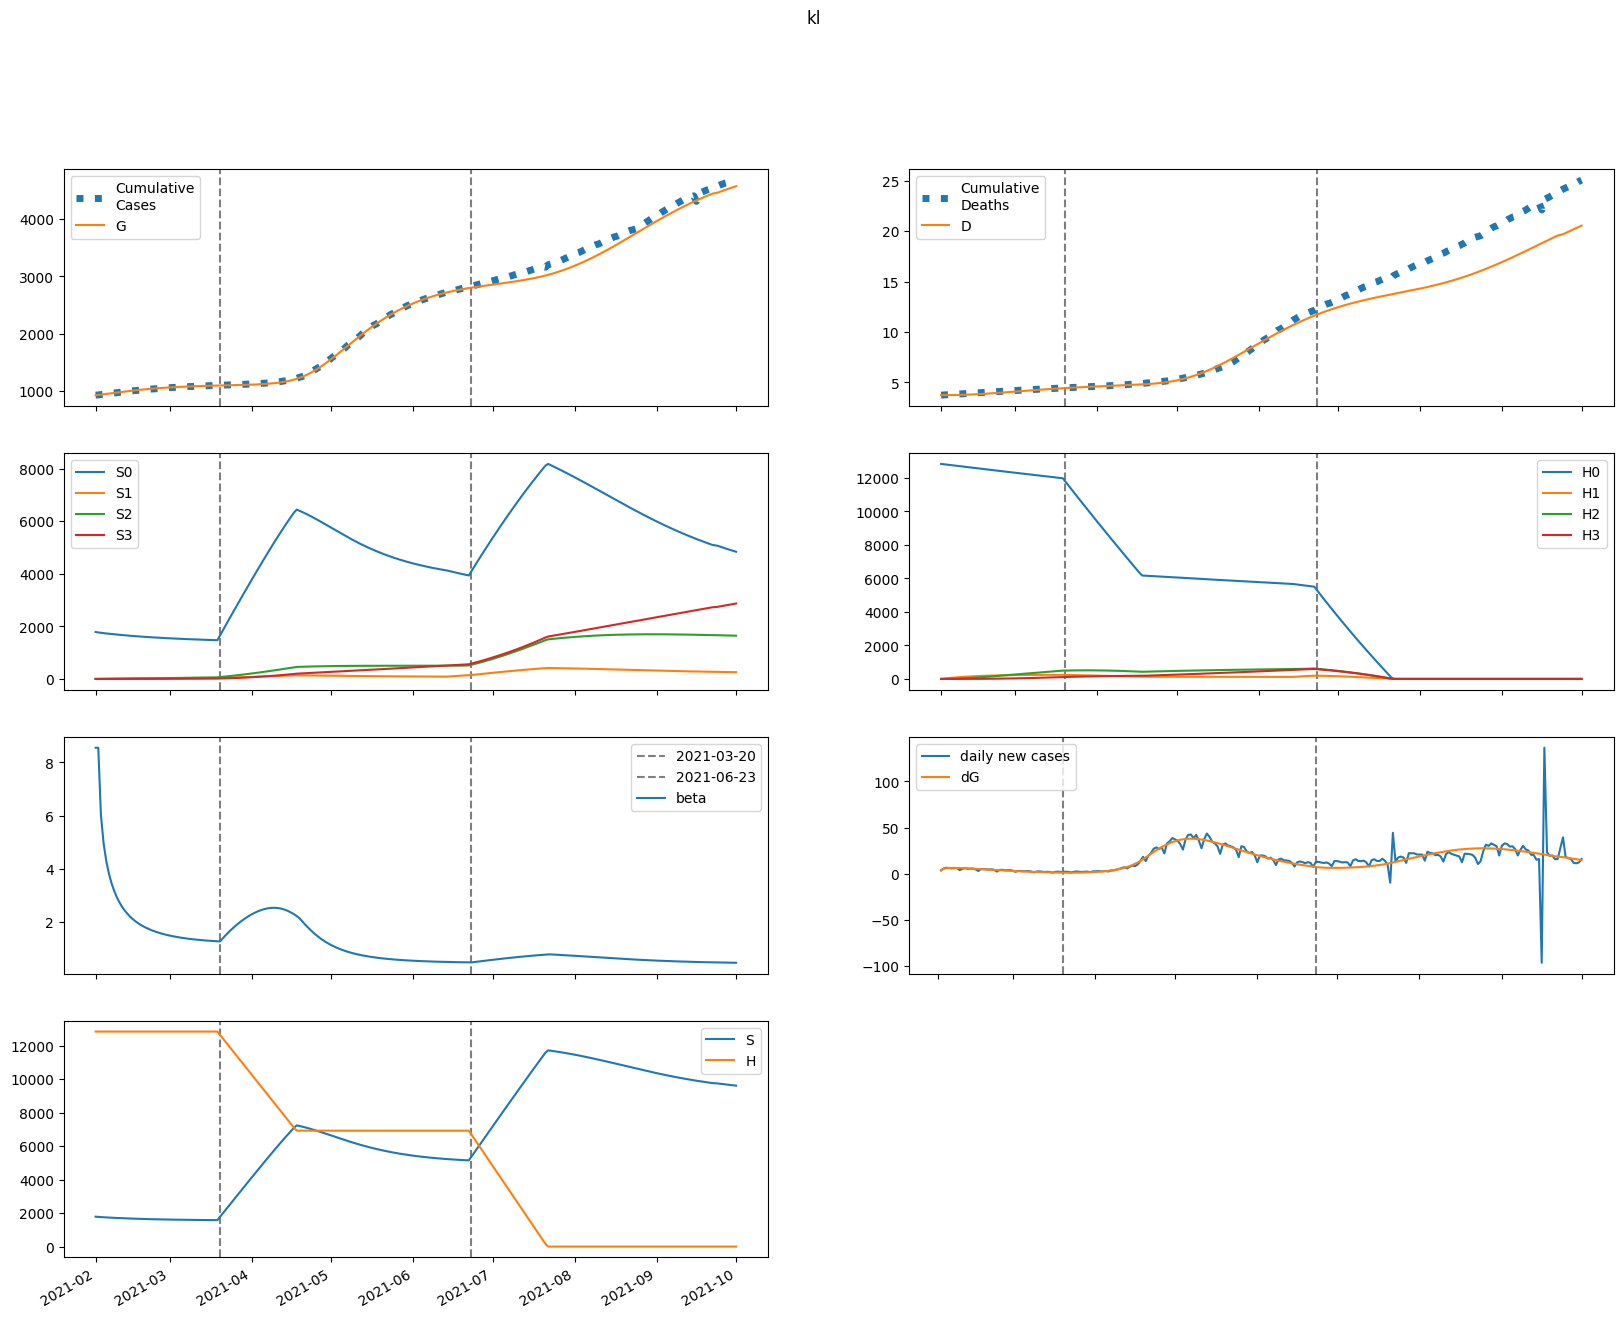 kl
Cumulative
Cases
G
4000
3000
2000
1000
Cumulative
Deaths
D
25
20
15
10
5
S0
S1
S2
S3
8000
6000
4000
2000
0
H0
H1
H2
H3
12000
10000
8000
6000
4000
2000
0
2021-03-20
2021-06-23
beta
8
6
4
2
daily new cases
dG
100
50
0
−50
−100
S
H
12000
10000
8000
6000
4000
2000
0
2021-02 2021-03 2021-04 2021-05 2021-06 2021-07 2021-08 2021-09 2021-10